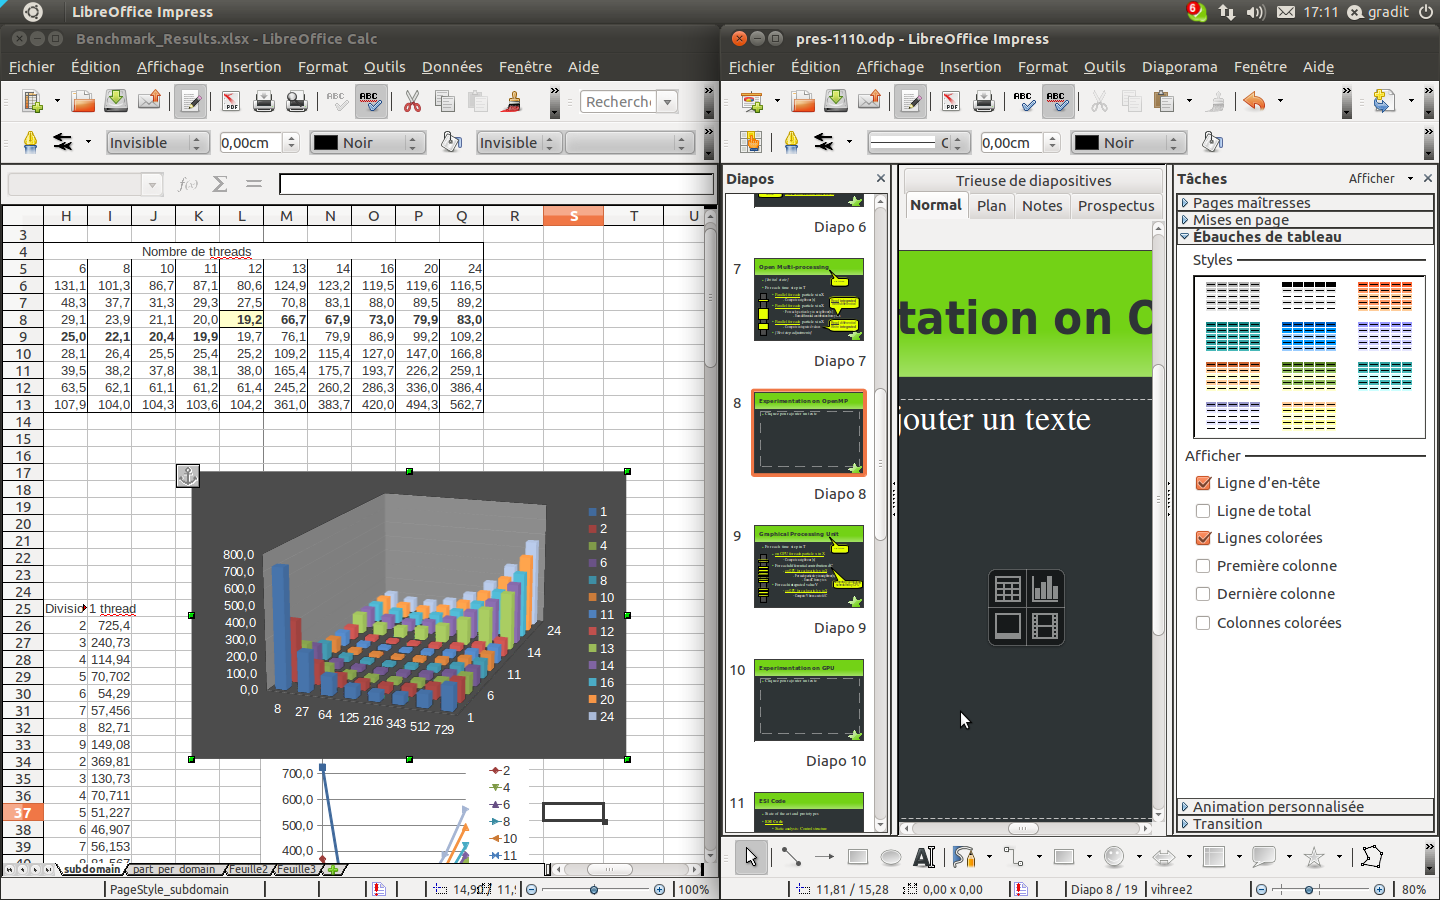 LibreOffice Impress
6
17:11
gradit
Benchmark_Results.xlsx - LibreOffice Calc
Fichier Édition Affichage Insertion Format Outils Données Fenêtre Aide
Recherch
Invisible 0,00cm Noir Invisible
H I J K L M N O P Q R S T U
3
4 Nombre de threads
5 6 8 10 11 12 13 14 16 20 24
6 131,1 101,3 86,7 87,1 80,6 124,9 123,2 119,5 119,6 116,5
7 48,3 37,7 31,3 29,3 27,5 70,8 83,1 88,0 89,5 89,2
8 29,1 23,9 21,1 20,0 19,2 66,7 67,9 73,0 79,9 83,0
9 25,0 22,1 20,4 19,9 19,7 76,1 79,9 86,9 99,2 109,2
10 28,1 26,4 25,5 25,4 25,2 109,2 115,4 127,0 147,0 166,8
11 39,5 38,2 37,8 38,1 38,0 165,4 175,7 193,7 226,2 259,1
12 63,5 62,1 61,1 61,2 61,4 245,2 260,2 286,3 336,0 386,4
13 107,9 104,0 104,3 103,6 104,2 361,0 383,7 420,0 494,3 562,7
14
15
16
17
18
19
20
21
22
23
24
25 Divisio 1 thread
26 2 725,4
27 3 240,73
28 4 114,94
29 5 70,702
30 6 54,29
31 7 57,456
32 8 82,71
33 9 149,08
34 2 369,81
35 3 130,73
36 4 70,711
37 5 51,227
38 6 46,907
39 7 56,153
800,0
700,0
600,0
500,0
400,0
300,0
200,0
100,0
0,0
8 27 64 125 216 343 512 729
1
6
11
14
24
1
2
4
6
8
10
11
12
13
14
16
20
24
700,0
600,0
500,0
400,0
2
4
6
8
10
11
subdomain part_per_domain Feuille2 Feuille3
PageStyle_subdomain
100%
pres-1110.odp - LibreOffice Impress
Fichier Édition Affichage Insertion Format Outils Diaporama Fenêtre Aide
C 0,00cm Noir
Diapos
Diapo 6
7
Open Multi-processing
Diapo 7
8
Experimentation on OpenMP
Diapo 8
9
Graphical Processing Unit
Diapo 9
10
Experimentation on GPU
Diapo 10
11
ESI Code
Trieuse de diapositives
Normal Plan Notes Prospectus
tation on O
jouter un texte
Tâches
Afficher
Pages maîtresses
Mises en page
Ébauches de tableau
Styles
Afficher
Ligne d'en-tête
Ligne de total
Lignes colorées
Première colonne
Dernière colonne
Colonnes colorées
Animation personnalisée
Transition
11,81 / 15,28
0,00 x 0,00
Diapo 8 / 19
vihree2
80%